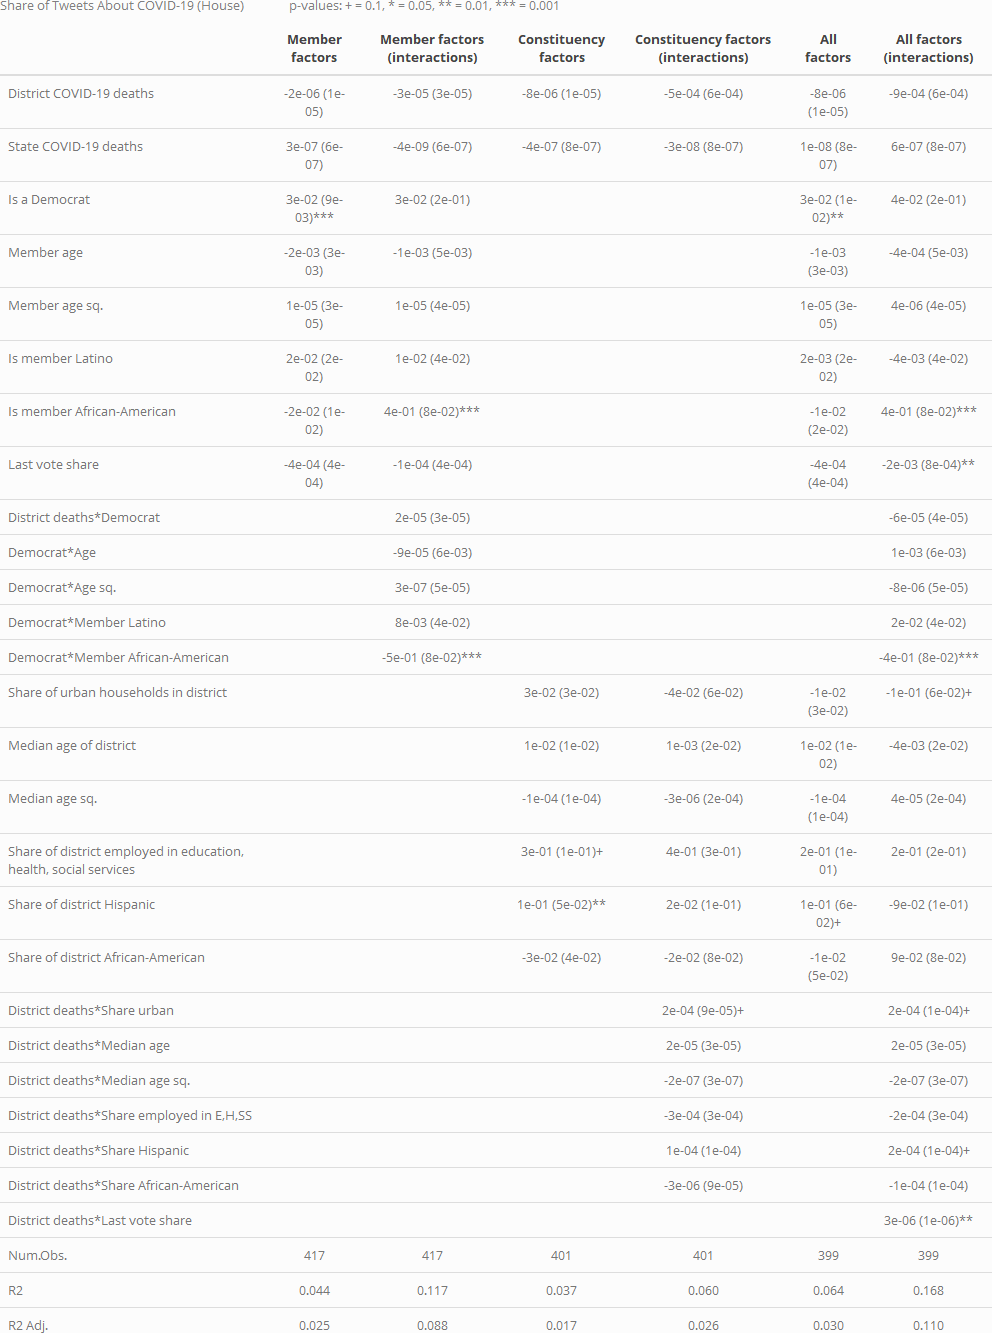 Share of Tweets About COVID-19 (House) p-values: + = 0.1, * = 0.05, ** = 0.01, *** = 0.001
Member factors Member factors (interactions) Constituency factors Constituency factors (interactions) All factors All factors (interactions)
District COVID-19 deaths -2e-06 (1e-05) -3e-05 (3e-05) -8e-06 (1e-05) -5e-04 (6e-04) -8e-06 (1e-05) -9e-04 (6e-04)
State COVID-19 deaths 3e-07 (6e-07) -4e-09 (6e-07) -4e-07 (8e-07) -3e-08 (8e-07) 1e-08 (8e-07) 6e-07 (8e-07)
Is a Democrat 3e-02 (9e-03)*** 3e-02 (2e-01) 3e-02 (1e-02)** 4e-02 (2e-01)
Member age -2e-03 (3e-03) -1e-03 (5e-03) -1e-03 (3e-03) -4e-04 (5e-03)
Member age sq. 1e-05 (3e-05) 1e-05 (4e-05) 1e-05 (3e-05) 4e-06 (4e-05)
Is member Latino 2e-02 (2e-02) 1e-02 (4e-02) 2e-03 (2e-02) -4e-03 (4e-02)
Is member African-American -2e-02 (1e-02) 4e-01 (8e-02)*** -1e-02 (2e-02) 4e-01 (8e-02)***
Last vote share -4e-04 (4e-04) -1e-04 (4e-04) -4e-04 (4e-04) -2e-03 (8e-04)**
District deaths*Democrat 2e-05 (3e-05) -6e-05 (4e-05)
Democrat*Age -9e-05 (6e-03) 1e-03 (6e-03)
Democrat*Age sq. 3e-07 (5e-05) -8e-06 (5e-05)
Democrat*Member Latino 8e-03 (4e-02) 2e-02 (4e-02)
Democrat*Member African-American -5e-01 (8e-02)*** -4e-01 (8e-02)***
Share of urban households in district 3e-02 (3e-02) -4e-02 (6e-02) -1e-02 (3e-02) -1e-01 (6e-02)+
Median age of district 1e-02 (1e-02) 1e-03 (2e-02) 1e-02 (1e-02) -4e-03 (2e-02)
Median age sq. -1e-04 (1e-04) -3e-06 (2e-04) -1e-04 (1e-04) 4e-05 (2e-04)
Share of district employed in education, health, social services 3e-01 (1e-01)+ 4e-01 (3e-01) 2e-01 (1e-01) 2e-01 (2e-01)
Share of district Hispanic 1e-01 (5e-02)** 2e-02 (1e-01) 1e-01 (6e-02)+ -9e-02 (1e-01)
Share of district African-American -3e-02 (4e-02) -2e-02 (8e-02) -1e-02 (5e-02) 9e-02 (8e-02)
District deaths*Share urban 2e-04 (9e-05)+ 2e-04 (1e-04)+
District deaths*Median age 2e-05 (3e-05) 2e-05 (3e-05)
District deaths*Median age sq. -2e-07 (3e-07) -2e-07 (3e-07)
District deaths*Share employed in E,H,SS -3e-04 (3e-04) -2e-04 (3e-04)
District deaths*Share Hispanic 1e-04 (1e-04) 2e-04 (1e-04)+
District deaths*Share African-American -3e-06 (9e-05) -1e-04 (1e-04)
District deaths*Last vote share 3e-06 (1e-06)**
Num.Obs. 417 417 401 401 399 399
R2 0.044 0.117 0.037 0.060 0.064 0.168
R2 Adj. 0.025 0.088 0.017 0.026 0.030 0.110